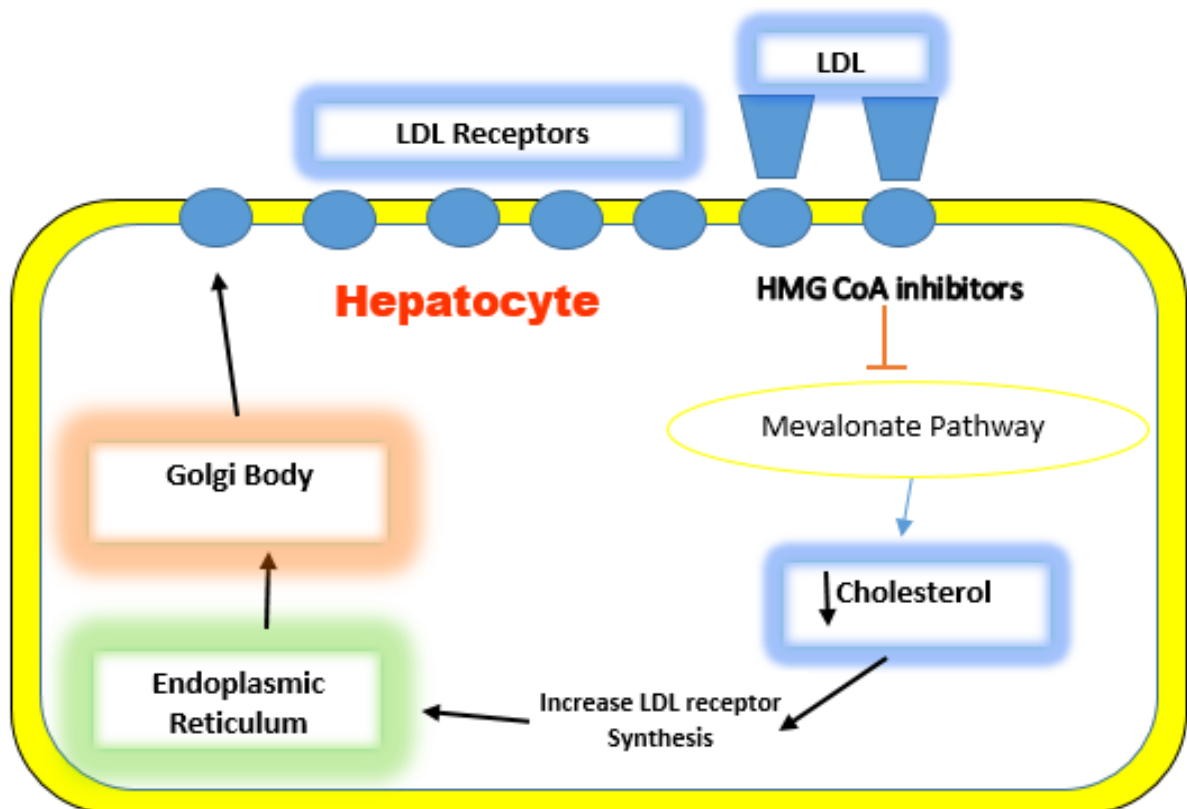 LDL
LDL Receptors
Hepatocyte
HMG CoA inhibitors
Mevalonate Pathway
Golgi Body
Cholesterol
Endoplasmic
Reticulum
Increase LDL receptor
Synthesis